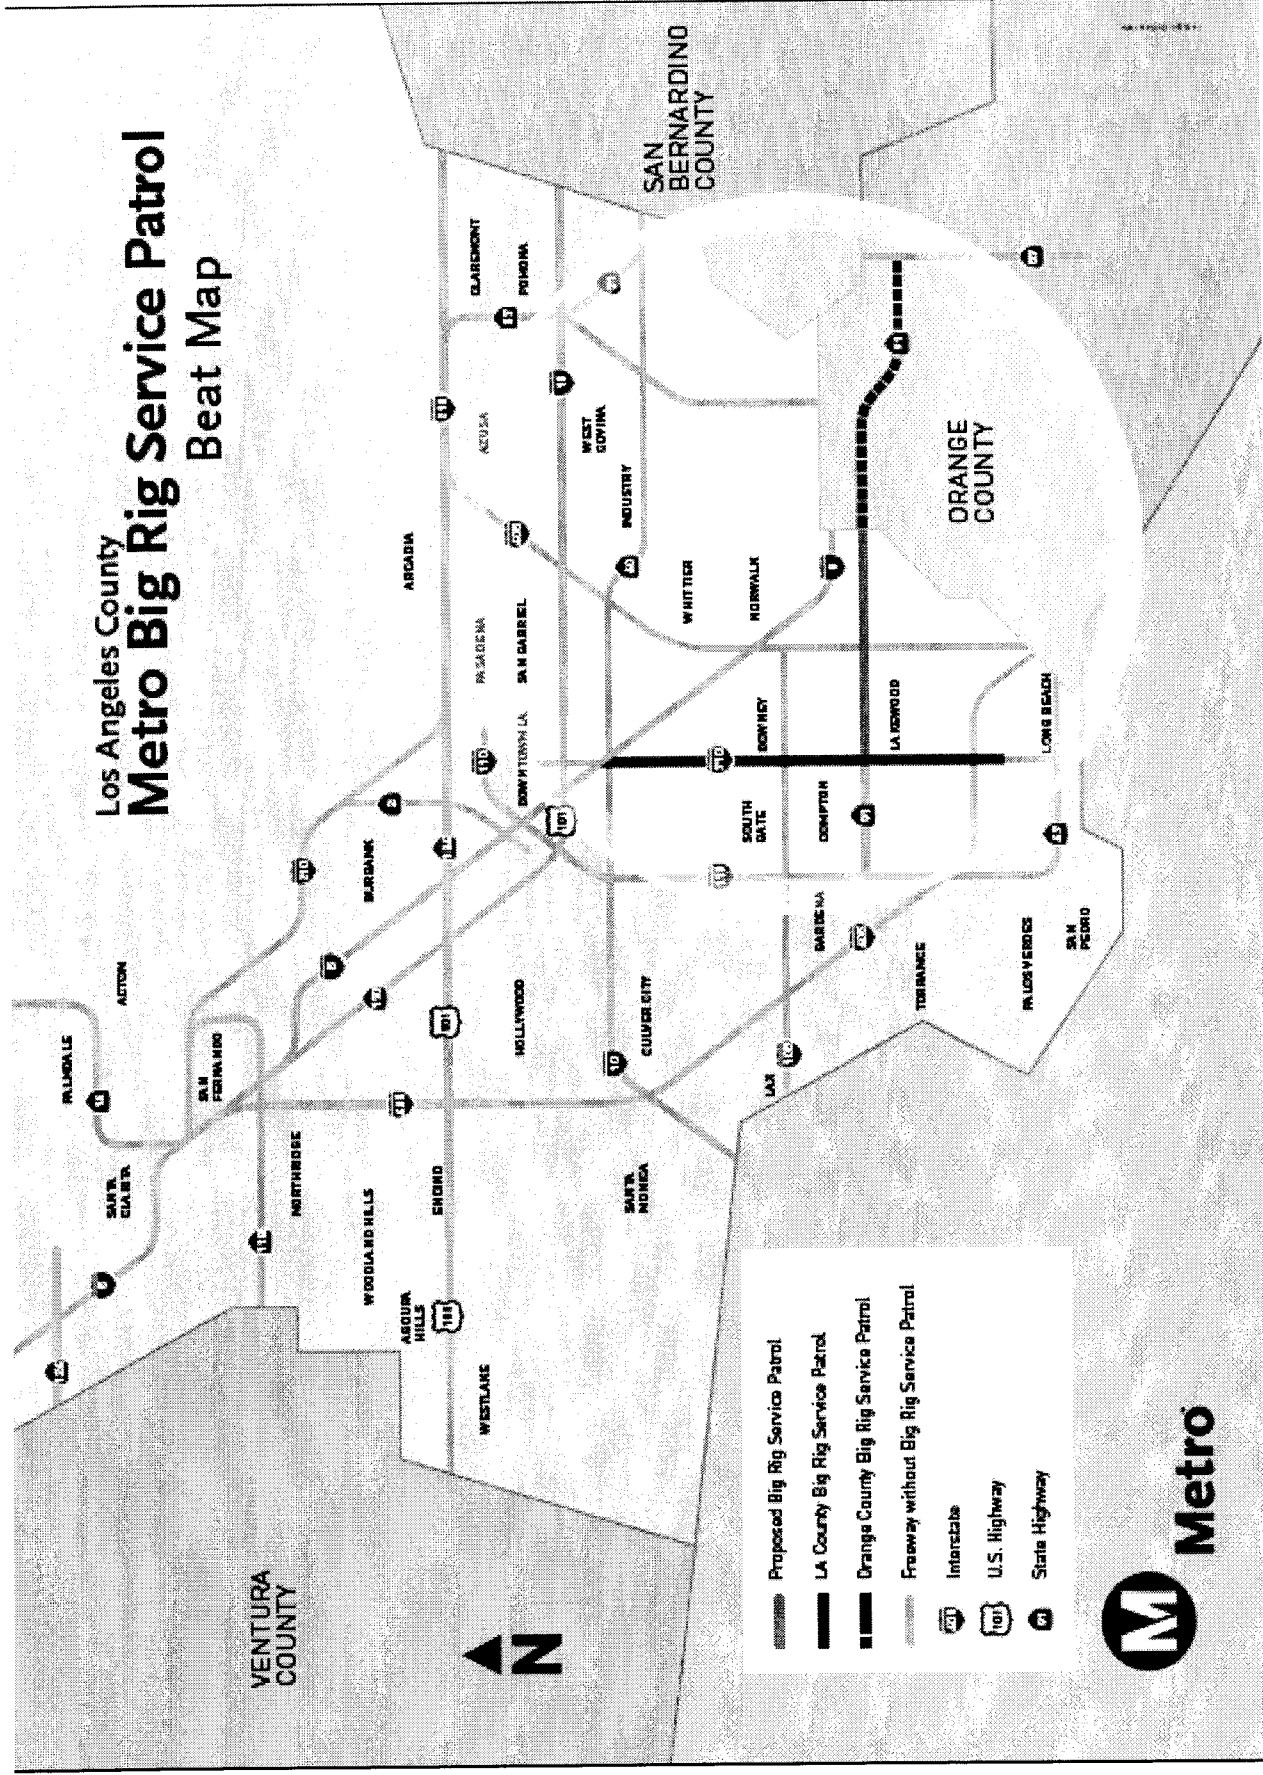 Los Angeles County
Metro Big Rig Service Patrol
Beat Map
VENTURA
COUNTY
SAN
BERNARDINO
COUNTY
ORANGE
COUNTY
PALMDALE
ACTON
SANTA
CLARITA
SAN
FERNANDO
NORTHRIDGE
BURBANK
WOODLAND HILLS
ENCINO
AGOURA
HILLS
WESTLAKE
HOLLYWOOD
ARCADIA
PASADENA
AZUSA
CLAREMONT
POMONA
SAN GABRIEL
DOWNTOWN LA
WEST
COVINA
INDUSTRY
CULVER CITY
SANTA
MONICA
WHITTIER
NORWALK
DOWNEY
SOUTH
GATE
COMPTON
LAX
GARDENA
LAKEWOOD
TORRANCE
PALOS VERDES
SAN
PEDRO
LONG BEACH
101
101
101
N
Proposed Big Rig Service Patrol
LA County Big Rig Service Patrol
Orange County Big Rig Service Patrol
Freeway without Big Rig Service Patrol
Interstate
101
U.S. Highway
State Highway
M
Metro